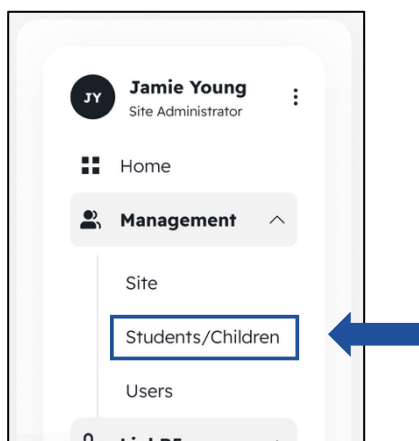 JY
Jamie Young
Site Administrator
Home
Management
Site
Students/Children
Users